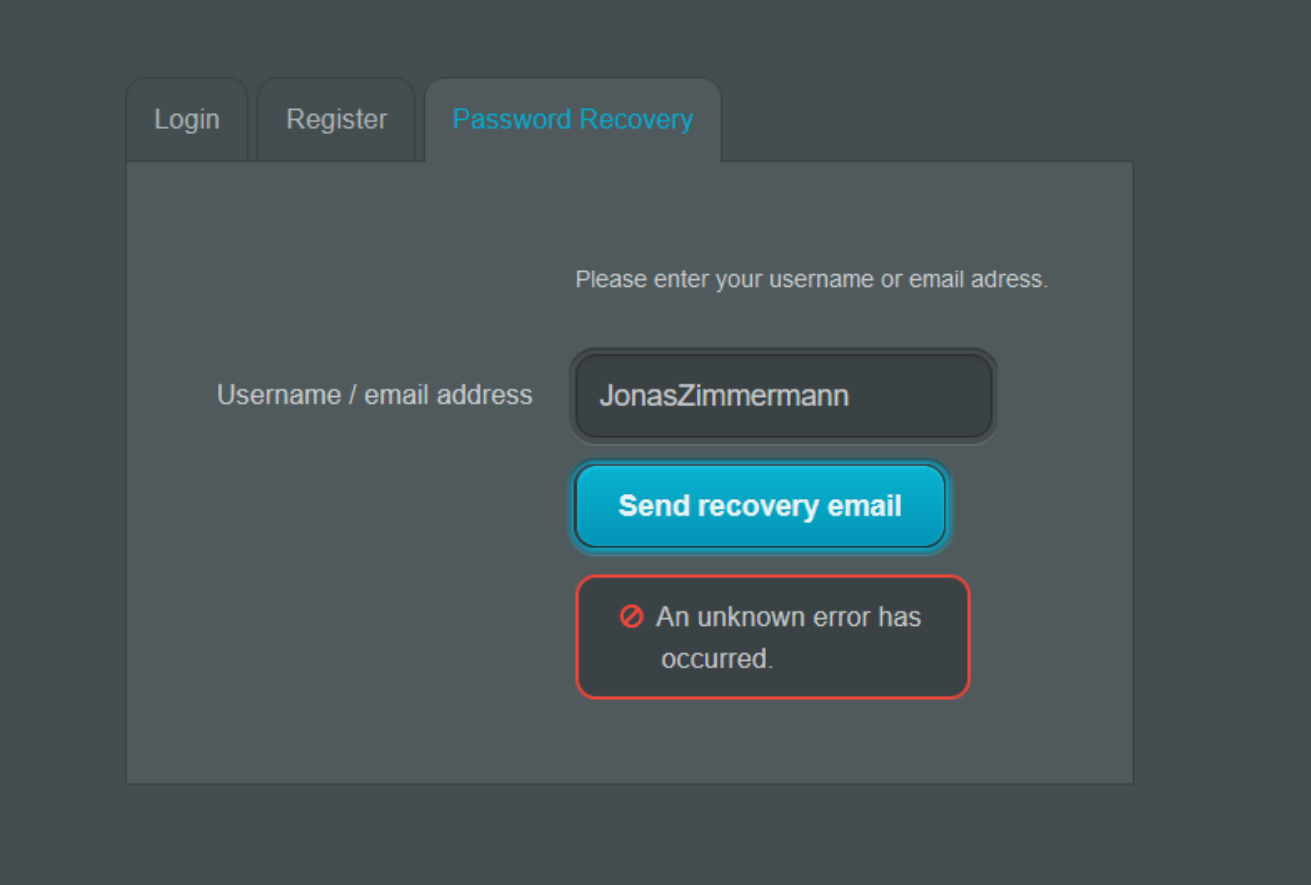 Login Register Password Recovery
Please enter your username or email adress.
Username / email address JonasZimmermann
Send recovery email
An unknown error has
occurred.